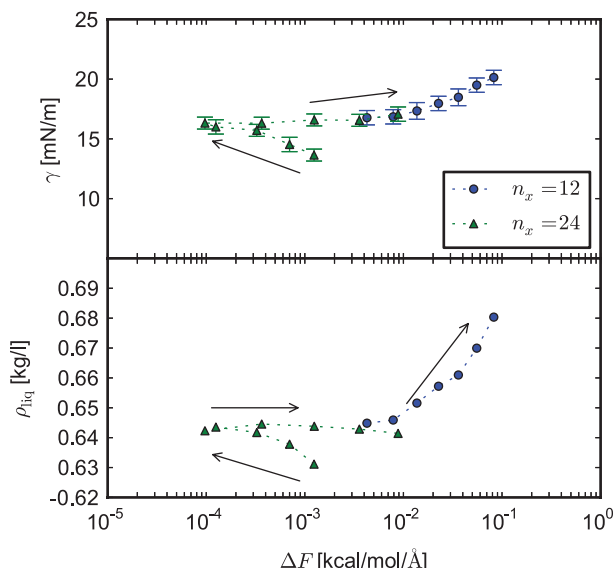 25
20
15
10
γ [mN/m]
n_x = 12
n_x = 24
0.69
0.68
0.67
0.66
0.65
0.64
0.63
-0.62
ρ_liq [kg/l]
10⁻⁵ 10⁻⁴ 10⁻³ 10⁻² 10⁻¹ 10⁰
ΔF [kcal/mol/Å]